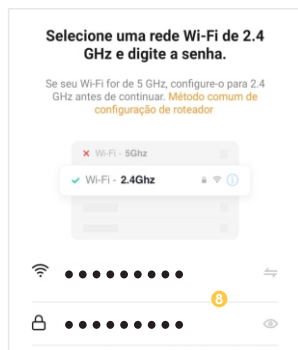 Selecione uma rede Wi-Fi de 2.4
GHz e digite a senha.
Se seu Wi-Fi for de 5 GHz, configure-o para 2.4
GHz antes de continuar. Método comum de
configuração de roteador
Wi-Fi - 5Ghz
Wi-Fi - 2.4Ghz
●●●●●●●●●
8
●●●●●●●●●